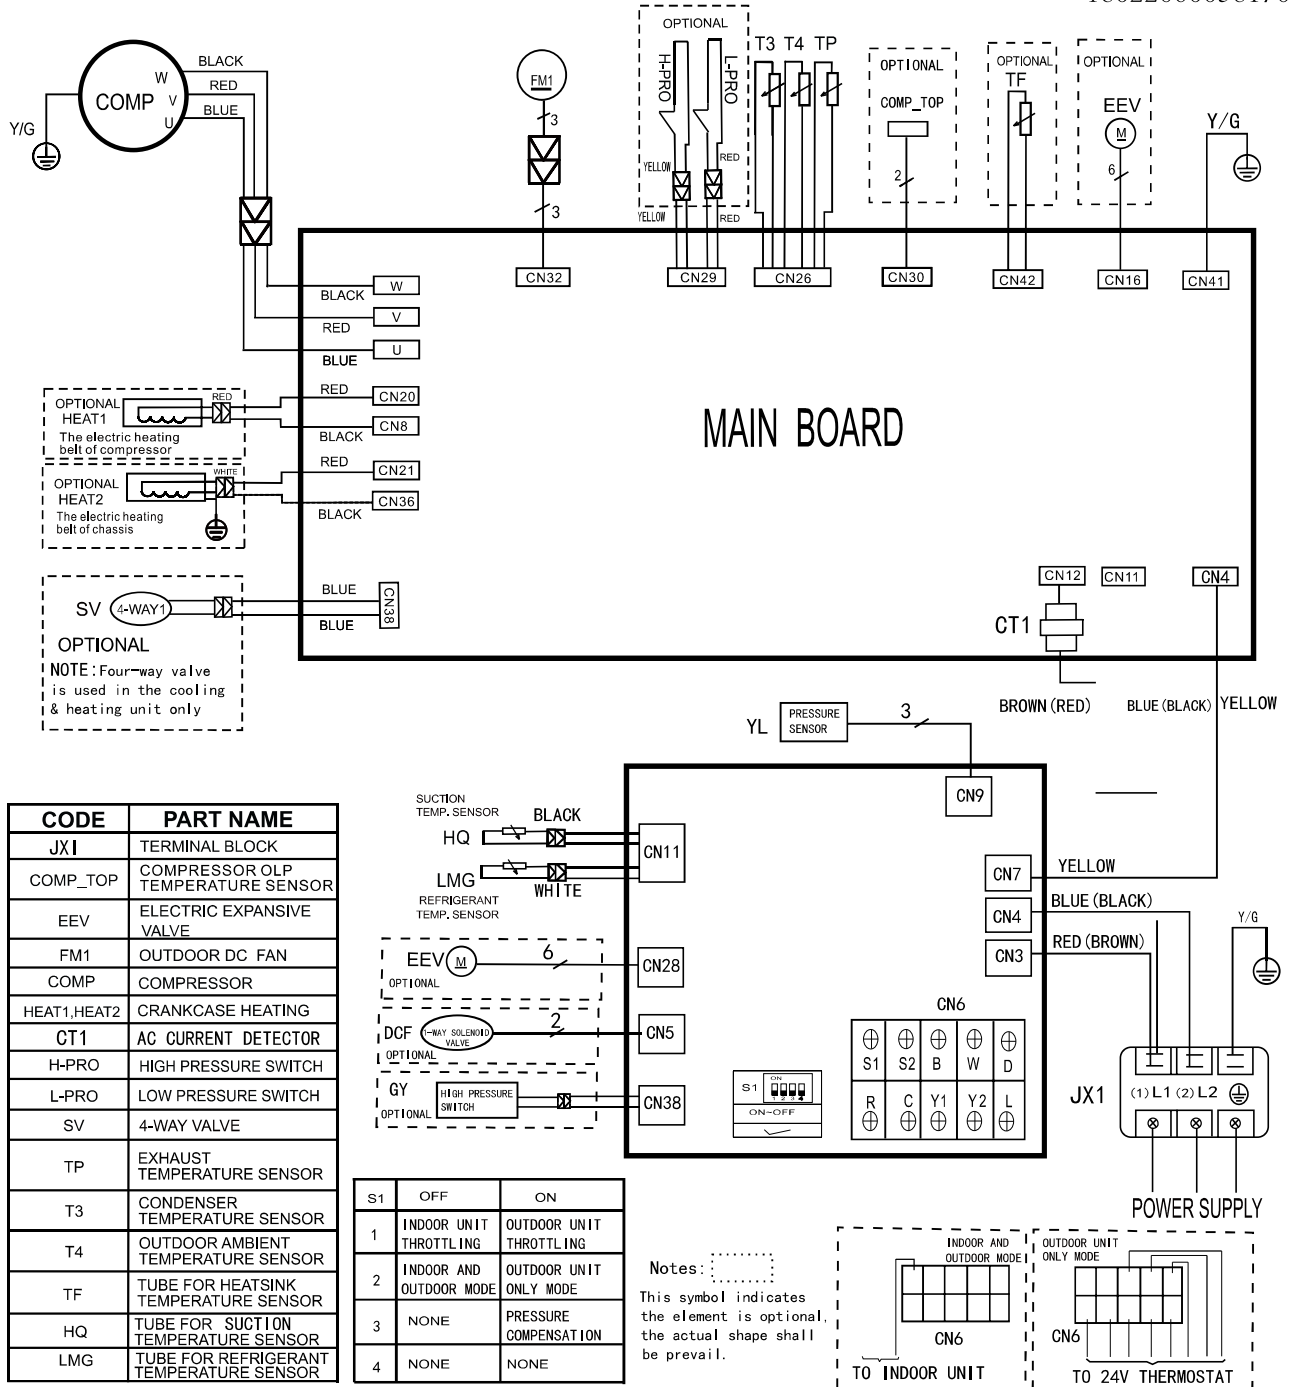 OPTIONAL
H-PRO
L-PRO
YELLOW
RED
YELLOW
RED
T3 T4 TP
OPTIONAL
COMP_TOP
2
OPTIONAL
TF
OPTIONAL
EEV
M
6
Y/G
FM1
3
3
COMP
W
V
U
BLACK
RED
BLUE
Y/G
CN32
CN29
CN26
CN30
CN42
CN16
CN41
BLACK
W
RED
V
BLUE
U
OPTIONAL
HEAT1
RED
The electric heating
belt of compressor
RED
CN20
BLACK
CN8
OPTIONAL
HEAT2
WHITE
The electric heating
belt of chassis
RED
CN21
BLACK
CN36
MAIN BOARD
SV
4-WAY1
OPTIONAL
NOTE:Four-way valve
is used in the cooling
& heating unit only
BLUE
BLUE
CN38
CN12
CN11
CN4
CT1
BROWN(RED)
BLUE(BLACK)
YELLOW
YL
PRESSURE
SENSOR
3
CN9
SUCTION
TEMP. SENSOR
HQ
BLACK
CN11
LMG
WHITE
REFRIGERANT
TEMP. SENSOR
CN7
YELLOW
CN4
BLUE(BLACK)
CN3
RED(BROWN)
Y/G
EEV
M
6
OPTIONAL
CN28
DCF
1-WAY SOLENOID
VALVE
2
OPTIONAL
CN5
GY
HIGH PRESSURE
SWITCH
OPTIONAL
CN38
S1
ON
1 2 3 4
ON~OFF
CN6
S1 S2 B W D
R C Y1 Y2 L
JX1
(1) L1 (2) L2
POWER SUPPLY
CODE PART NAME
JX1 TERMINAL BLOCK
COMP_TOP COMPRESSOR OLP
TEMPERATURE SENSOR
EEV ELECTRIC EXPANSIVE
VALVE
FM1 OUTDOOR DC FAN
COMP COMPRESSOR
HEAT1,HEAT2 CRANKCASE HEATING
CT1 AC CURRENT DETECTOR
H-PRO HIGH PRESSURE SWITCH
L-PRO LOW PRESSURE SWITCH
SV 4-WAY VALVE
TP EXHAUST
TEMPERATURE SENSOR
T3 CONDENSER
TEMPERATURE SENSOR
T4 OUTDOOR AMBIENT
TEMPERATURE SENSOR
TF TUBE FOR HEATSINK
TEMPERATURE SENSOR
HQ TUBE FOR SUCTION
TEMPERATURE SENSOR
LMG TUBE FOR REFRIGERANT
TEMPERATURE SENSOR
S1 OFF ON
1 INDOOR UNIT THROTTLING OUTDOOR UNIT THROTTLING
2 INDOOR AND OUTDOOR MODE OUTDOOR UNIT ONLY MODE
3 NONE PRESSURE COMPENSATION
4 NONE NONE
Notes:
This symbol indicates
the element is optional,
the actual shape shall
be prevail.
INDOOR AND
OUTDOOR MODE
CN6
TO INDOOR UNIT
OUTDOOR UNIT
ONLY MODE
CN6
TO 24V THERMOSTAT